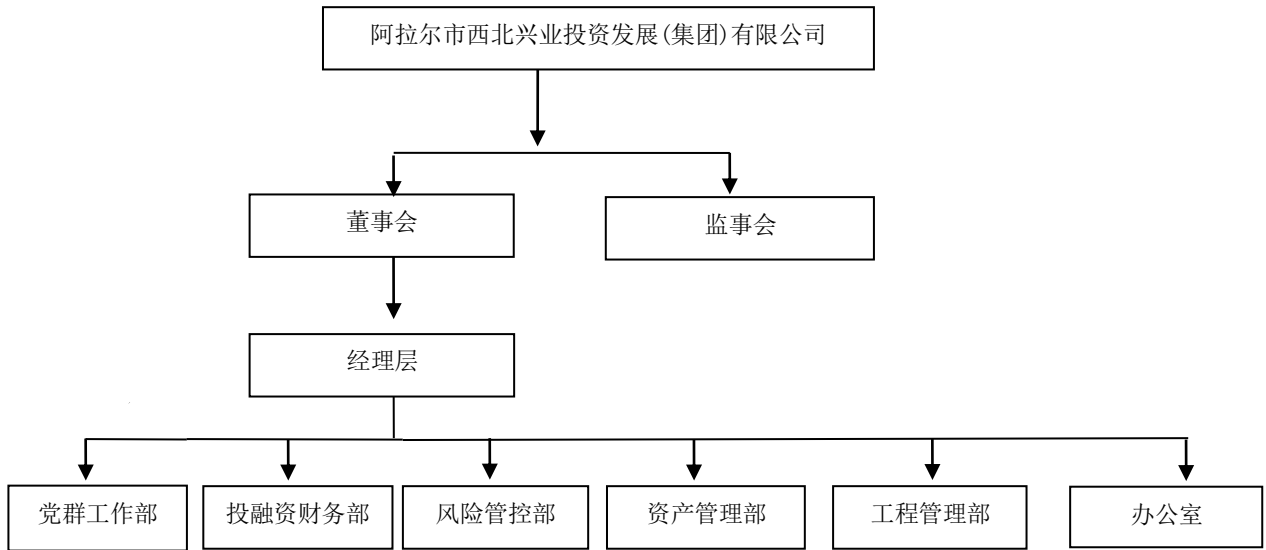 阿拉尔市西北兴业投资发展(集团)有限公司
董事会
监事会
经理层
党群工作部
投融资财务部
风险管控部
资产管理部
工程管理部
办公室